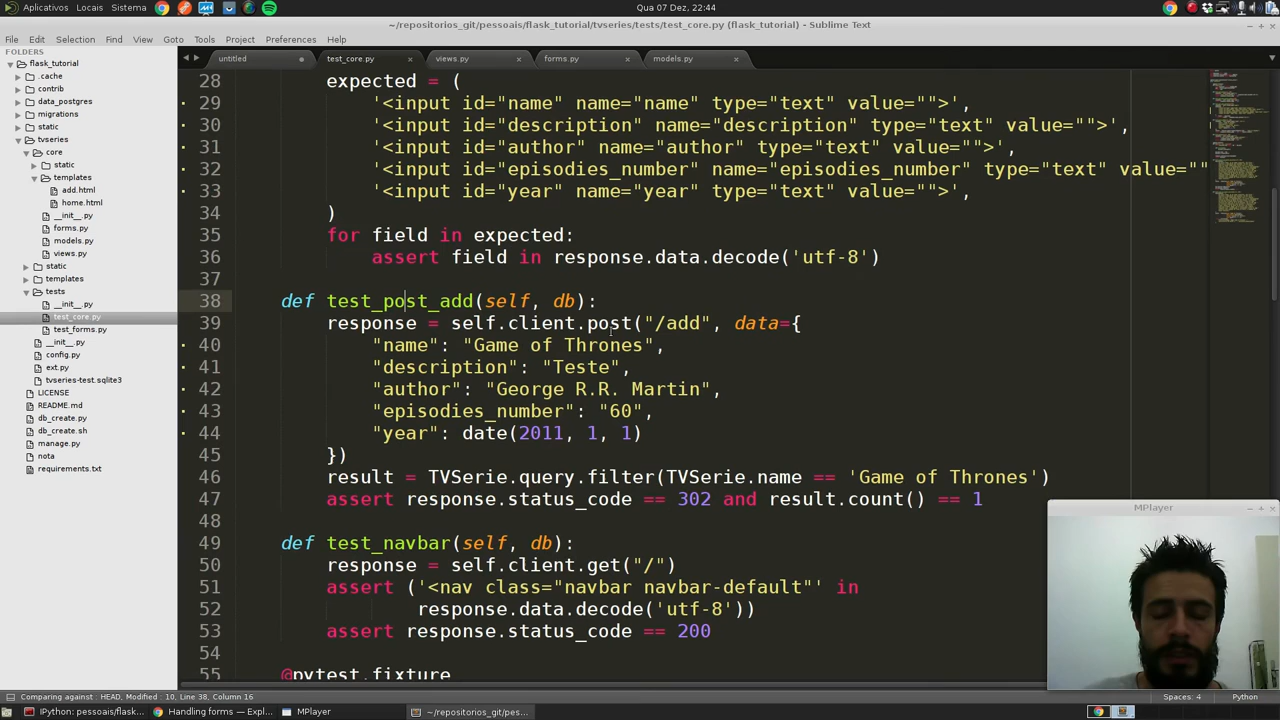 Aplicativos Locais Sistema
Qua 07 Dez, 22:44
~/repositorios_git/pessoais/flask_tutorial/tvseries/tests/test_core.py (flask_tutorial) - Sublime Text
File Edit Selection Find View Goto Tools Project Preferences Help
FOLDERS
flask_tutorial
.cache
contrib
data_postgres
migrations
static
tvseries
core
static
templates
add.html
home.html
__init__.py
forms.py
models.py
views.py
static
templates
tests
__init__.py
test_core.py
test_forms.py
__init__.py
config.py
ext.py
tvseries-test.sqlite3
LICENSE
README.md
db_create.py
db_create.sh
manage.py
nota
requirements.txt
untitled test_core.py views.py forms.py models.py
28 expected = (
29 '<input id="name" name="name" type="text" value="">',
30 '<input id="description" name="description" type="text" value="">',
31 '<input id="author" name="author" type="text" value="">',
32 '<input id="episodies_number" name="episodies_number" type="text" value=""
33 '<input id="year" name="year" type="text" value="">',
34 )
35 for field in expected:
36 assert field in response.data.decode('utf-8')
37
38 def test_post_add(self, db):
39 response = self.client.post("/add", data={
40 "name": "Game of Thrones",
41 "description": "Teste",
42 "author": "George R.R. Martin",
43 "episodies_number": "60",
44 "year": date(2011, 1, 1)
45 })
46 result = TVSerie.query.filter(TVSerie.name == 'Game of Thrones')
47 assert response.status_code == 302 and result.count() == 1
48
49 def test_navbar(self, db):
50 response = self.client.get("/")
51 assert ('<nav class="navbar navbar-default"' in
52 response.data.decode('utf-8'))
53 assert response.status_code == 200
54
55 @pytest.fixture
MPlayer
Comparing against : HEAD, Modified : 10, Line 38, Column 16
Spaces: 4 Python
IPython: pessoais/flask... Handling forms — Expl... MPlayer ~/repositorios_git/pes...